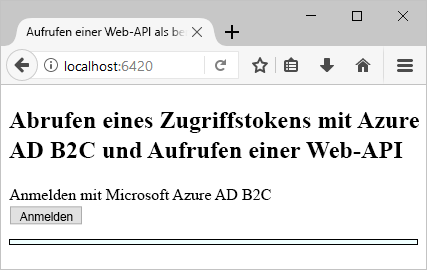 Aufrufen einer Web-API als be
localhost:6420
Abrufen eines Zugriffstokens mit Azure
AD B2C und Aufrufen einer Web-API
Anmelden mit Microsoft Azure AD B2C
Anmelden